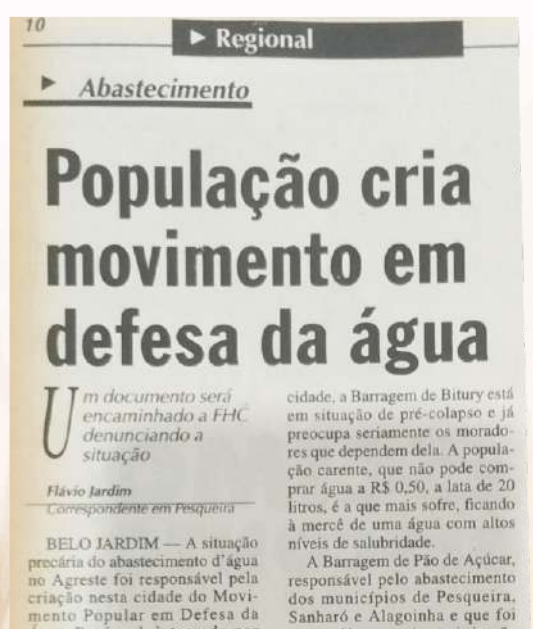 10
Regional
Abastecimento
População cria
movimento em
defesa da água
Um documento será
encaminhado a FHC
denunciando a
situação
Flávio Jardim
Correspondente em Pesqueira
BELO JARDIM — A situação
precária do abastecimento d'água
no Agreste foi responsável pela
criação nesta cidade do Movi-
mento Popular em Defesa da
cidade, a Barragem de Bitury está
em situação de pré-colapso e já
preocupa seriamente os morado-
res que dependem dela. A popula-
ção carente, que não pode com-
prar água a R$ 0,50, a lata de 20
litros, é a que mais sofre, ficando
à mercê de uma água com altos
níveis de salubridade.
A Barragem de Pão de Açúcar,
responsável pelo abastecimento
dos municípios de Pesqueira,
Sanharó e Alagoinha e que foi